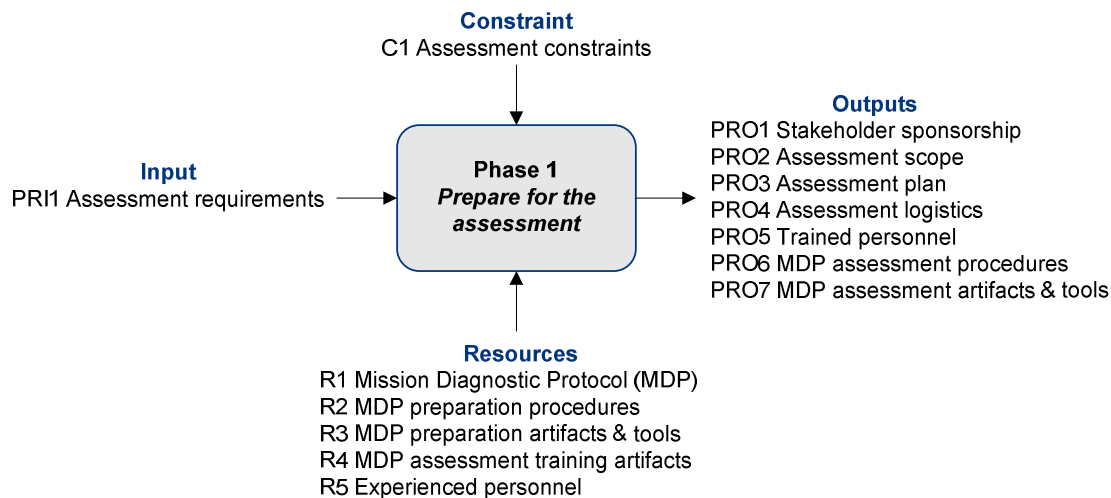 Constraint
C1 Assessment constraints
Input
PRI1 Assessment requirements
Phase 1
Prepare for the
assessment
Outputs
PRO1 Stakeholder sponsorship
PRO2 Assessment scope
PRO3 Assessment plan
PRO4 Assessment logistics
PRO5 Trained personnel
PRO6 MDP assessment procedures
PRO7 MDP assessment artifacts & tools
Resources
R1 Mission Diagnostic Protocol (MDP)
R2 MDP preparation procedures
R3 MDP preparation artifacts & tools
R4 MDP assessment training artifacts
R5 Experienced personnel